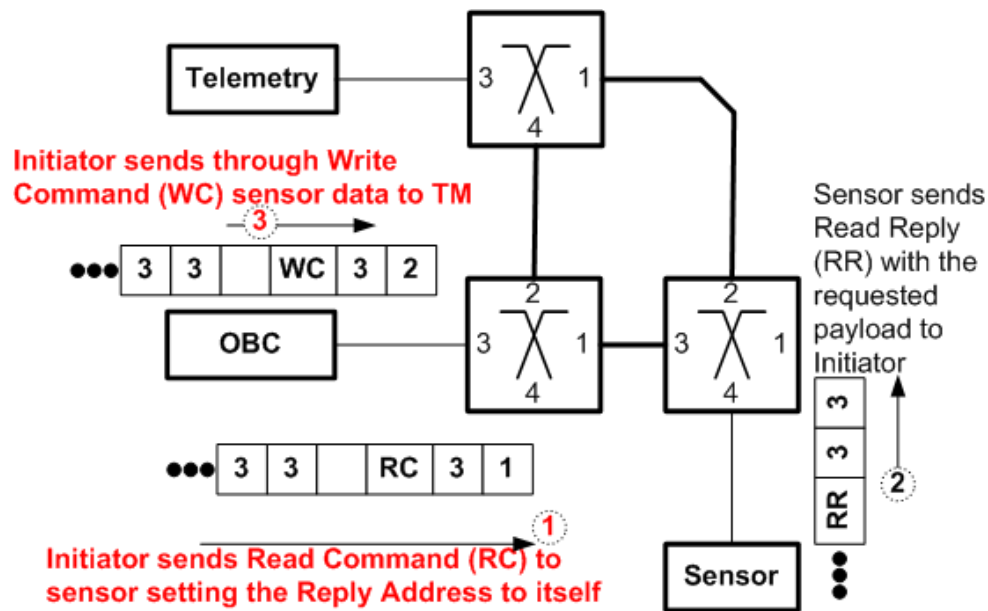 Telemetry
3 1
4
Initiator sends through Write
Command (WC) sensor data to TM
3
3 3 WC 3 2
OBC
2
3 1
4
2
3 1
4
Sensor sends
Read Reply
(RR) with the
requested
payload to
Initiator
3
3
RR
2
3 3 RC 3 1
1
Initiator sends Read Command (RC) to
sensor setting the Reply Address to itself
Sensor